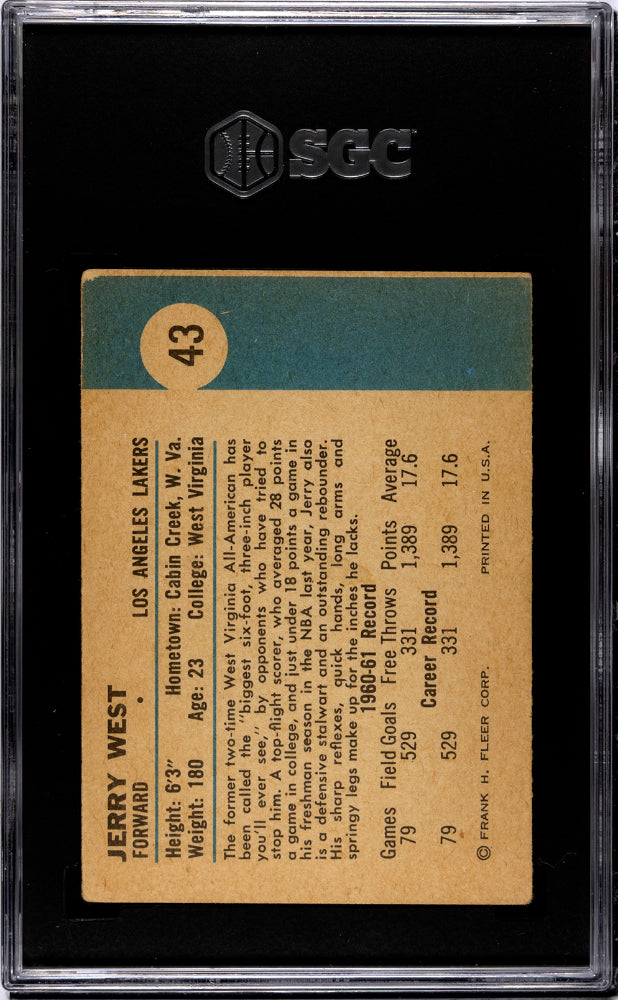 SGC
43
JERRY WEST
FORWARD • LOS ANGELES LAKERS
Height: 6'3" Hometown: Cabin Creek, W. Va.
Weight: 180 Age: 23 College: West Virginia
The former two-time West Virginia All-American has
been called the "biggest six-foot, three-inch player
you'll ever see," by opponents who have tried to
stop him. A top-flight scorer, who averaged 28 points
a game in college, and just under 18 points a game in
his freshman season in the NBA last year, Jerry also
is a defensive stalwart and an outstanding rebounder.
His sharp reflexes, quick hands, long arms and
springy legs make up for the inches he lacks.
1960-61 Record
Games Field Goals Free Throws Points Average
79 529 331 1,389 17.6
Career Record
79 529 331 1,389 17.6
© FRANK H. FLEER CORP. PRINTED IN U.S.A.